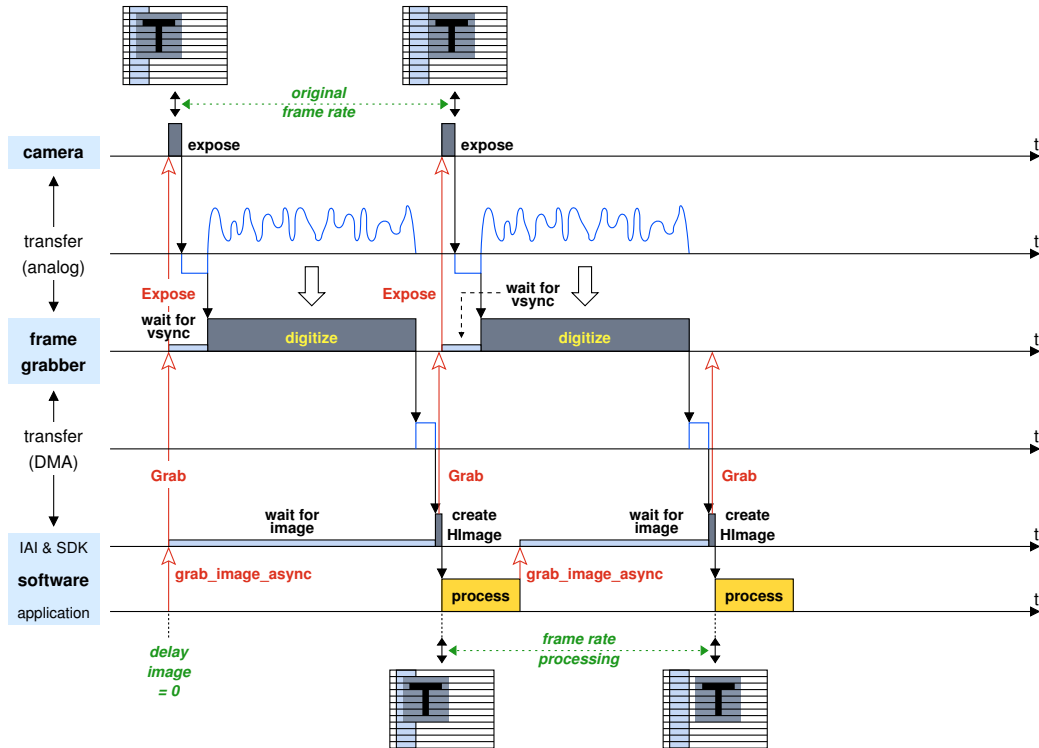 T
T
original
frame rate
expose
expose
t
camera
t
transfer
(analog)
Expose
Expose
wait for
vsync
wait for
vsync
frame
grabber
digitize
digitize
t
t
transfer
(DMA)
Grab
Grab
Grab
wait for
image
create
HImage
wait for
image
create
HImage
t
IAI & SDK
software
application
grab_image_async
grab_image_async
process
process
t
delay
image
= 0
frame rate
processing
T
T